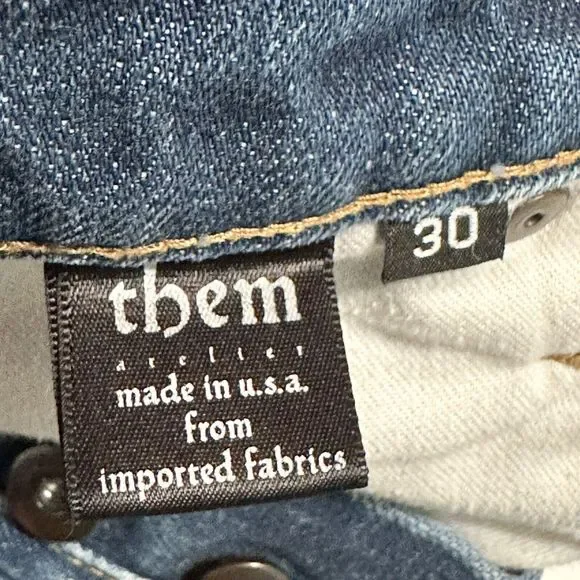 them
atelier
made in u.s.a.
from
imported fabrics
30